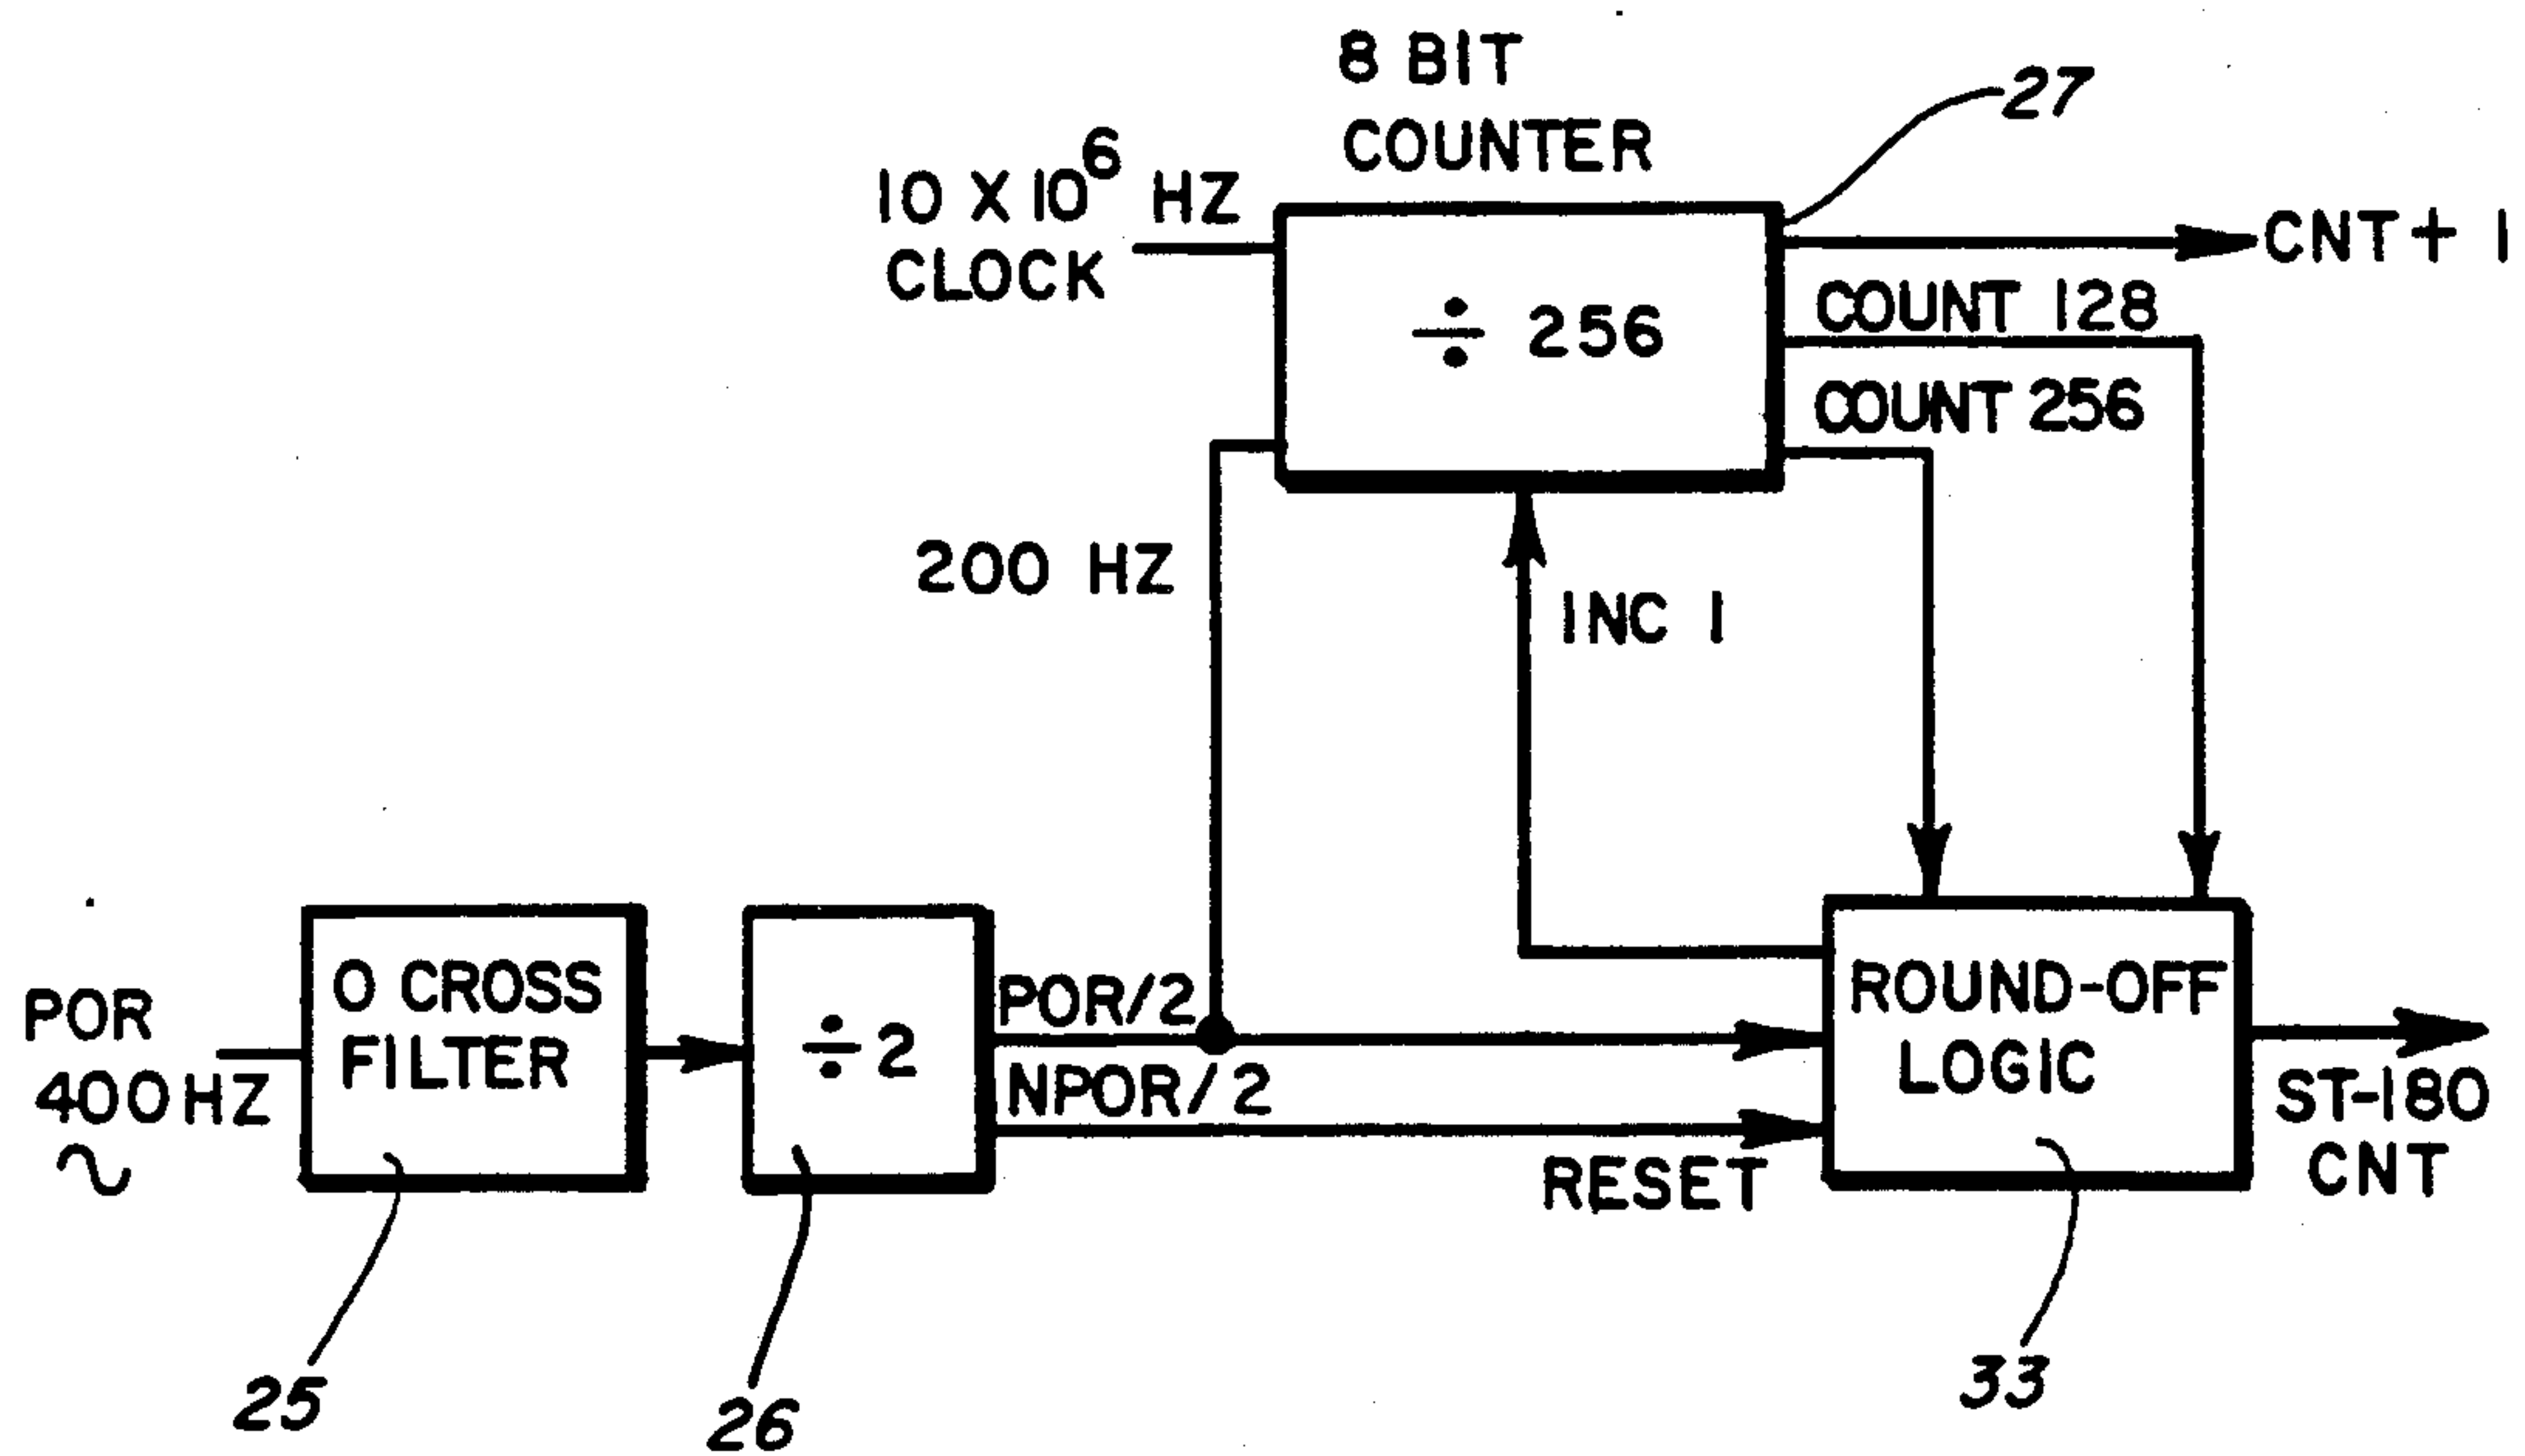 8 BIT
COUNTER
27
10 X 10⁶ HZ
CLOCK
÷ 256
CNT + 1
COUNT 128
COUNT 256
200 HZ
INC 1
POR
400 HZ
∿
0 CROSS
FILTER
÷2
POR/2
NPOR/2
RESET
ROUND-OFF
LOGIC
ST-180
CNT
25
26
33